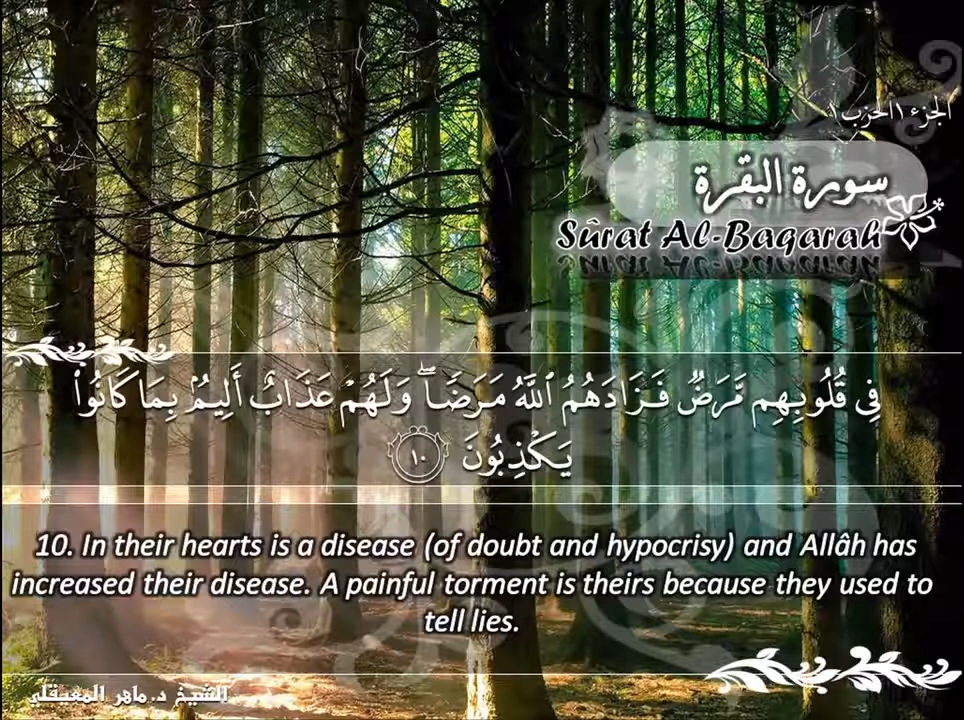 الجزء ١ الحزب ١
سورة البقرة
Sûrat Al-Baqarah
فِي قُلُوبِهِم مَّرَضٌ فَزَادَهُمُ ٱللَّهُ مَرَضٗاۖ وَلَهُمۡ عَذَابٌ أَلِيمُۢ بِمَا كَانُواْ
يَكۡذِبُونَ ١٠
10. In their hearts is a disease (of doubt and hypocrisy) and Allâh has
increased their disease. A painful torment is theirs because they used to
tell lies.
الشيخ د. ماهر المعيقلي